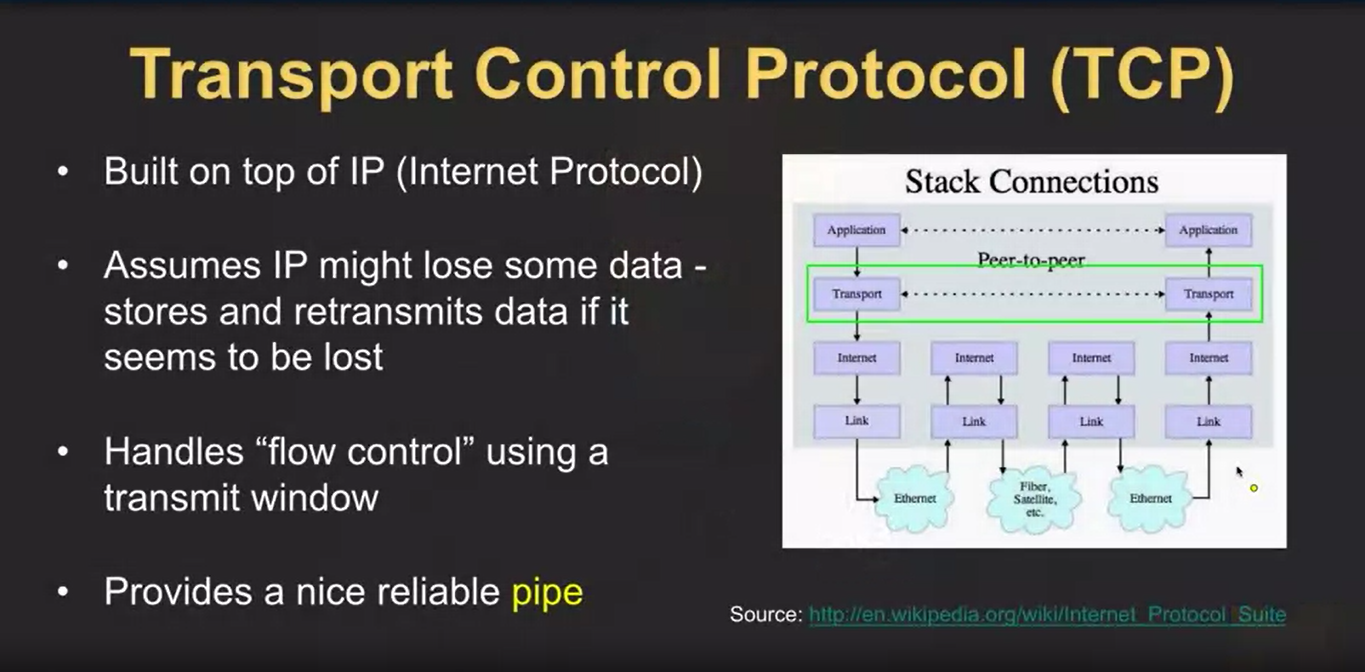 Transport Control Protocol (TCP)
• Built on top of IP (Internet Protocol)
• Assumes IP might lose some data -
stores and retransmits data if it
seems to be lost
• Handles “flow control” using a
transmit window
• Provides a nice reliable pipe
Stack Connections
Application Application
Peer-to-peer
Transport Transport
Internet Internet Internet Internet
Link Link Link Link
Ethernet Fiber, Ethernet
Satellite,
etc.
Source: http://en.wikipedia.org/wiki/Internet_Protocol_Suite